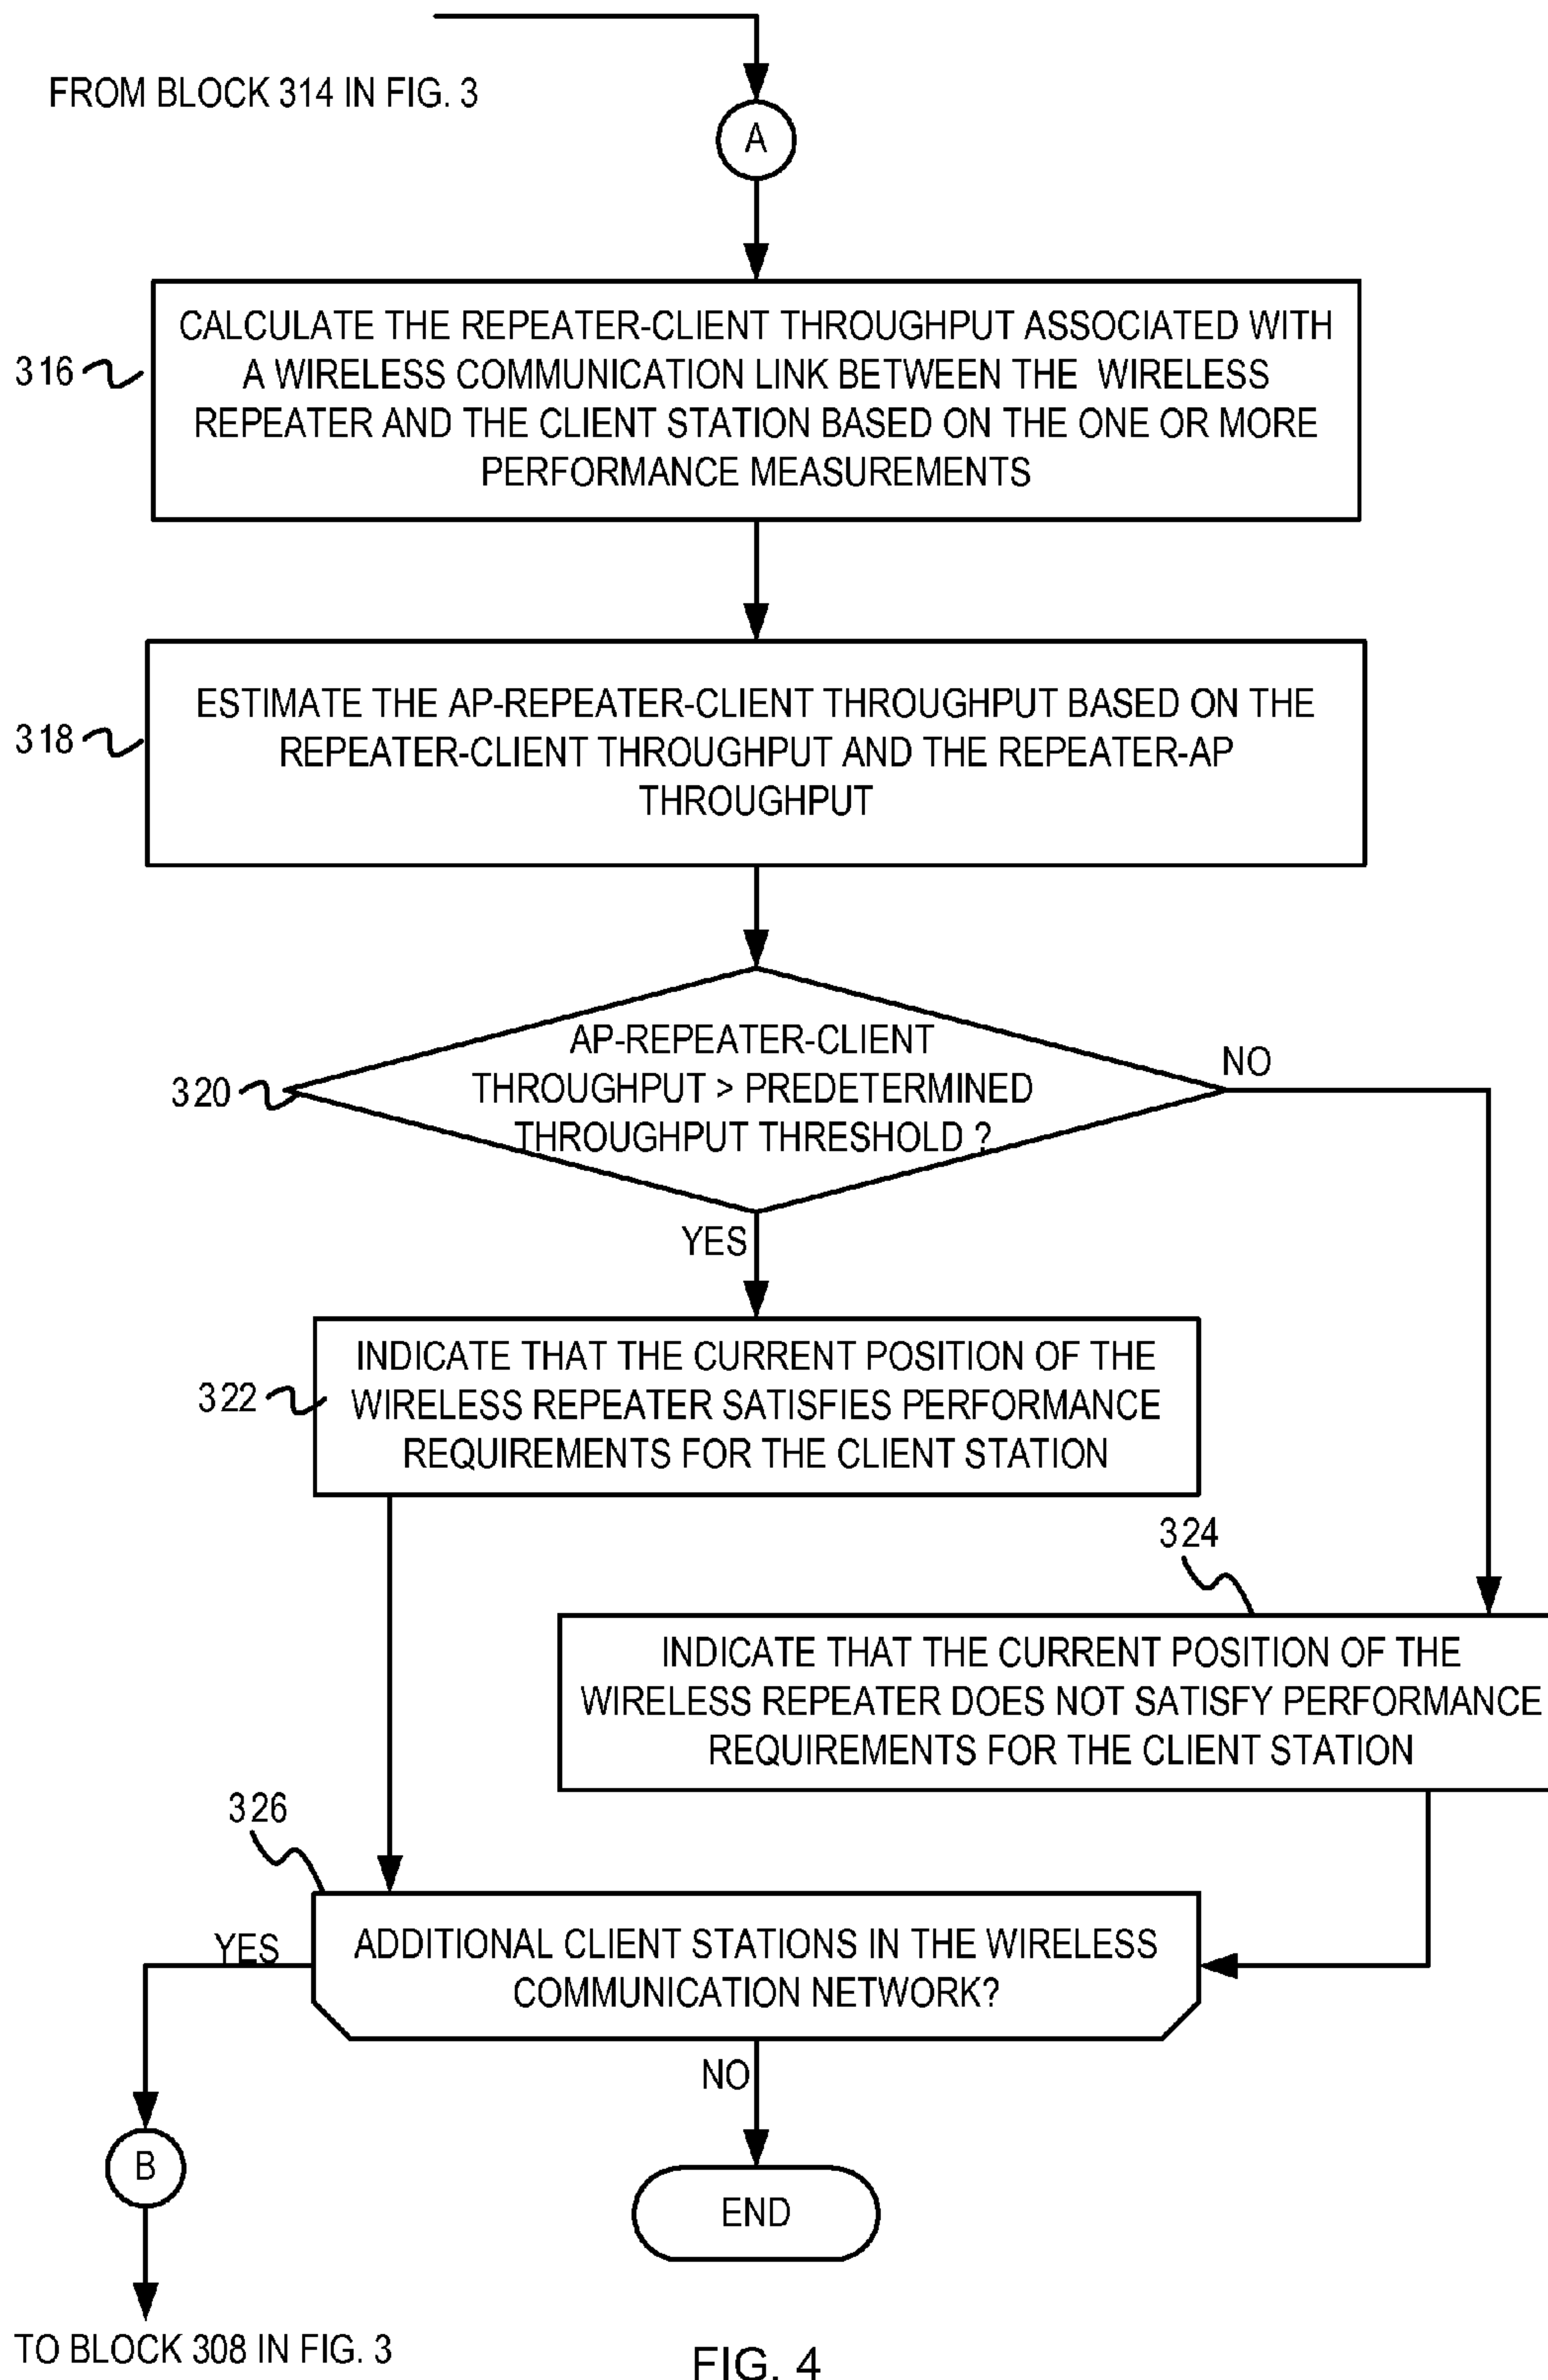 FROM BLOCK 314 IN FIG. 3
A
316
CALCULATE THE REPEATER-CLIENT THROUGHPUT ASSOCIATED WITH
A WIRELESS COMMUNICATION LINK BETWEEN THE WIRELESS
REPEATER AND THE CLIENT STATION BASED ON THE ONE OR MORE
PERFORMANCE MEASUREMENTS
318
ESTIMATE THE AP-REPEATER-CLIENT THROUGHPUT BASED ON THE
REPEATER-CLIENT THROUGHPUT AND THE REPEATER-AP
THROUGHPUT
320
AP-REPEATER-CLIENT
THROUGHPUT > PREDETERMINED
THROUGHPUT THRESHOLD ?
NO
YES
322
INDICATE THAT THE CURRENT POSITION OF THE
WIRELESS REPEATER SATISFIES PERFORMANCE
REQUIREMENTS FOR THE CLIENT STATION
324
INDICATE THAT THE CURRENT POSITION OF THE
WIRELESS REPEATER DOES NOT SATISFY PERFORMANCE
REQUIREMENTS FOR THE CLIENT STATION
326
YES
ADDITIONAL CLIENT STATIONS IN THE WIRELESS
COMMUNICATION NETWORK?
NO
B
END
TO BLOCK 308 IN FIG. 3
FIG. 4